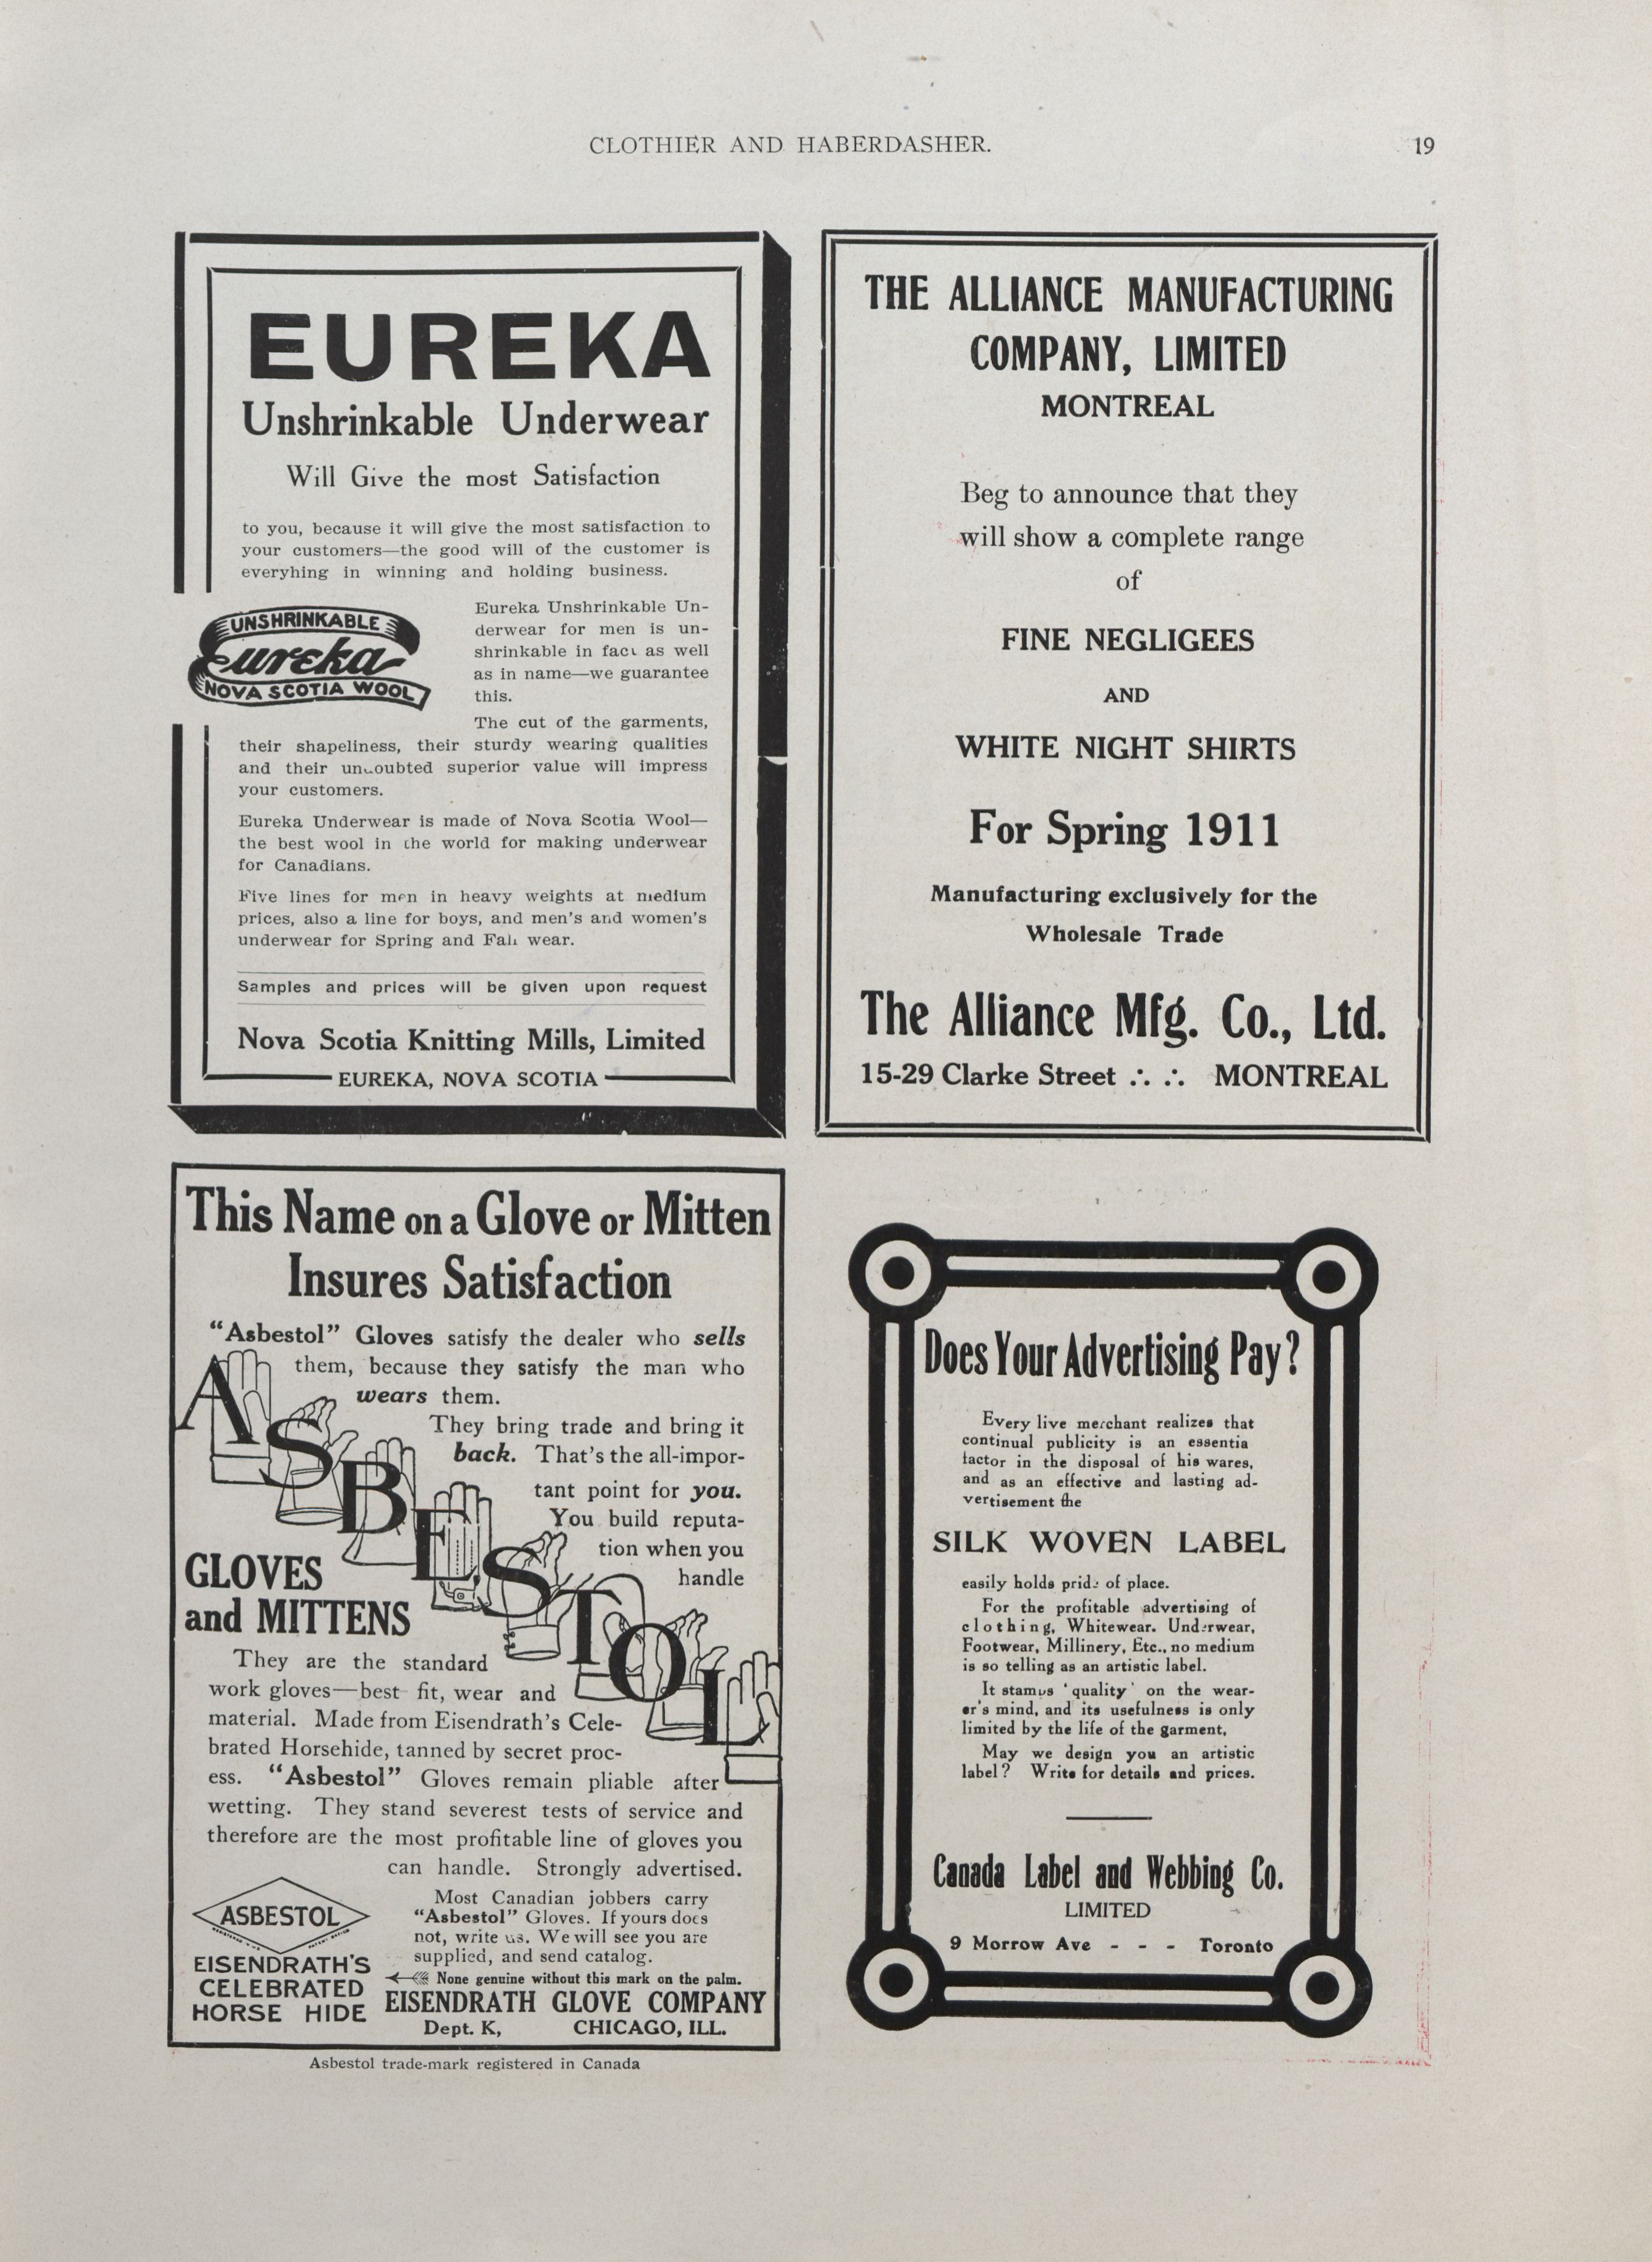 CLOTHIER AND HABERDASHER.
19
EUREKA
Unshrinkable Underwear
Will Give the most Satisfaction
to you, because it will give the most satisfaction to
your customers—the good will of the customer is
everyhing in winning and holding business.
UNSHRINKABLE
Eureka
NOVA SCOTIA WOOL
Eureka Unshrinkable Un-
derwear for men is un-
shrinkable in fact as well
as in name—we guarantee
this.
The cut of the garments,
their shapeliness, their sturdy wearing qualities
and their undoubted superior value will impress
your customers.
Eureka Underwear is made of Nova Scotia Wool—
the best wool in the world for making underwear
for Canadians.
Five lines for men in heavy weights at medium
prices, also a line for boys, and men's and women's
underwear for Spring and Fall wear.
Samples and prices will be given upon request
Nova Scotia Knitting Mills, Limited
EUREKA, NOVA SCOTIA
THE ALLIANCE MANUFACTURING
COMPANY, LIMITED
MONTREAL
Beg to announce that they
will show a complete range
of
FINE NEGLIGEES
AND
WHITE NIGHT SHIRTS
For Spring 1911
Manufacturing exclusively for the
Wholesale Trade
The Alliance Mfg. Co., Ltd.
15-29 Clarke Street ∴ ∴ MONTREAL
This Name on a Glove or Mitten
Insures Satisfaction
"Asbestol" Gloves satisfy the dealer who sells
them, because they satisfy the man who
wears them.
They bring trade and bring it
back. That's the all-impor-
tant point for you.
You build reputa-
tion when you
handle
ASBESTOL
GLOVES
and MITTENS
They are the standard
work gloves—best fit, wear and
material. Made from Eisendrath's Cele-
brated Horsehide, tanned by secret proc-
ess. "Asbestol" Gloves remain pliable after
wetting. They stand severest tests of service and
therefore are the most profitable line of gloves you
can handle. Strongly advertised.
ASBESTOL
EISENDRATH'S
CELEBRATED
HORSE HIDE
Most Canadian jobbers carry
"Asbestol" Gloves. If yours does
not, write us. We will see you are
supplied, and send catalog.
None genuine without this mark on the palm.
EISENDRATH GLOVE COMPANY
Dept. K, CHICAGO, ILL.
Asbestol trade-mark registered in Canada
Does Your Advertising Pay?
Every live merchant realizes that
continual publicity is an essentia
factor in the disposal of his wares,
and as an effective and lasting ad-
vertisement the
SILK WOVEN LABEL
easily holds pride of place.
For the profitable advertising of
clothing, Whitewear. Underwear,
Footwear, Millinery, Etc., no medium
is so telling as an artistic label.
It stamps 'quality' on the wear-
er's mind, and its usefulness is only
limited by the life of the garment,
May we design you an artistic
label? Write for details and prices.
Canada Label and Webbing Co.
LIMITED
9 Morrow Ave - - - Toronto